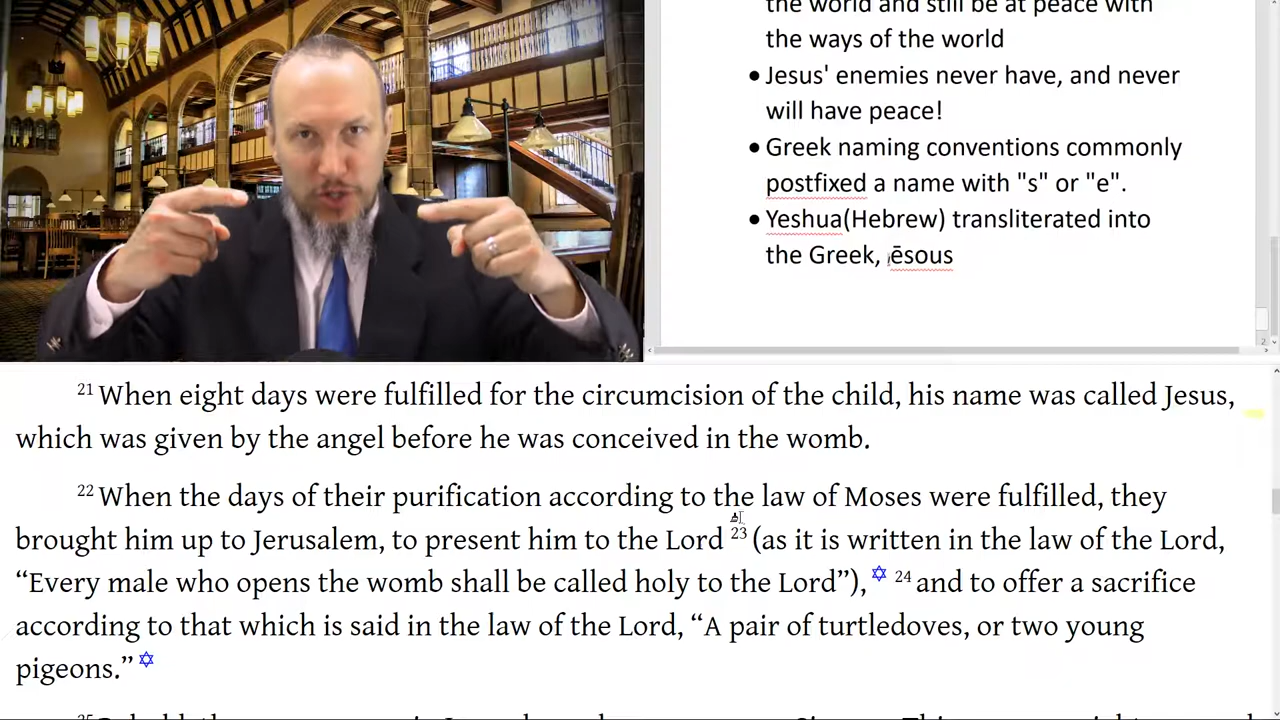 the world and still be at peace with
the ways of the world
• Jesus' enemies never have, and never
will have peace!
• Greek naming conventions commonly
postfixed a name with "s" or "e".
• Yeshua(Hebrew) transliterated into
the Greek, ēsous
2
21 When eight days were fulfilled for the circumcision of the child, his name was called Jesus,
which was given by the angel before he was conceived in the womb.
22 When the days of their purification according to the law of Moses were fulfilled, they
brought him up to Jerusalem, to present him to the Lord 23 (as it is written in the law of the Lord,
“Every male who opens the womb shall be called holy to the Lord”), ✡ 24 and to offer a sacrifice
according to that which is said in the law of the Lord, “A pair of turtledoves, or two young
pigeons.” ✡